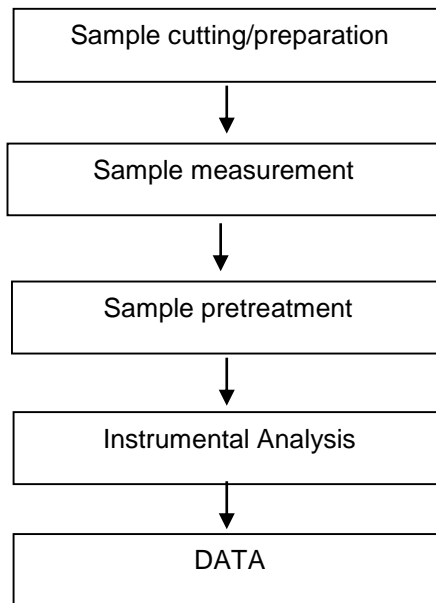 Sample cutting/preparation
Sample measurement
Sample pretreatment
Instrumental Analysis
DATA